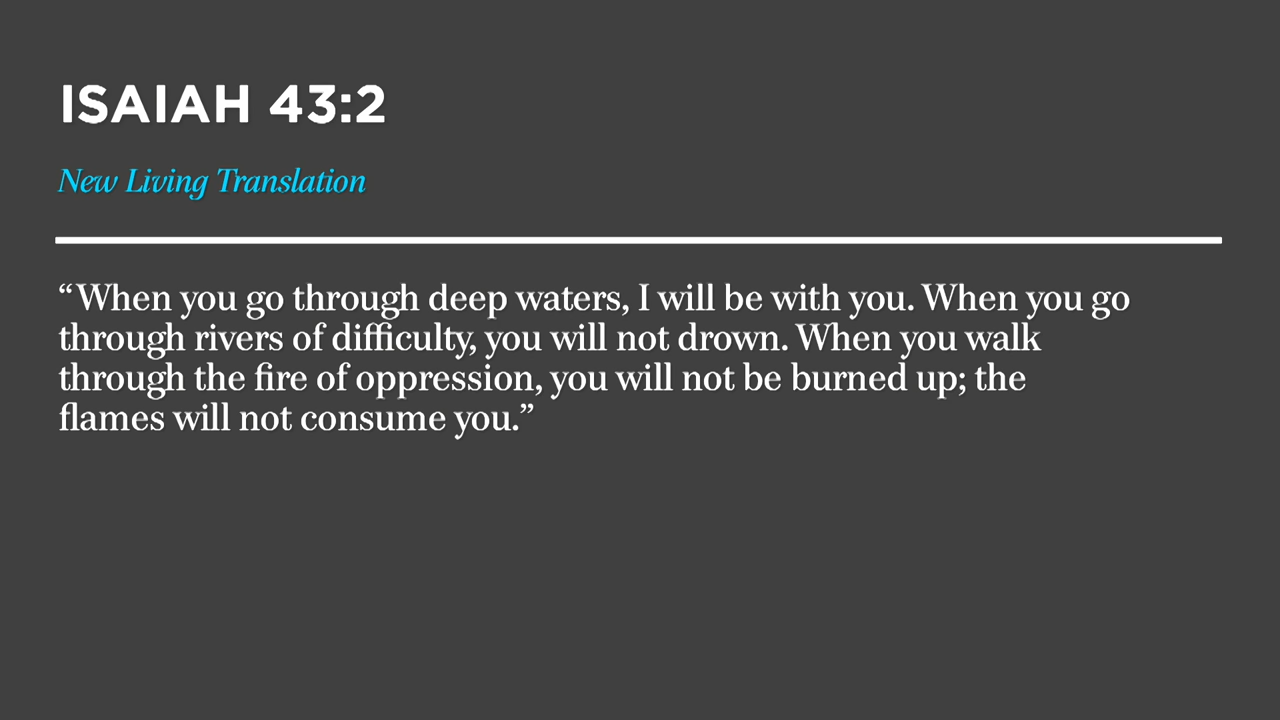 ISAIAH 43:2
New Living Translation
“When you go through deep waters, I will be with you. When you go
through rivers of difficulty, you will not drown. When you walk
through the fire of oppression, you will not be burned up; the
flames will not consume you.”